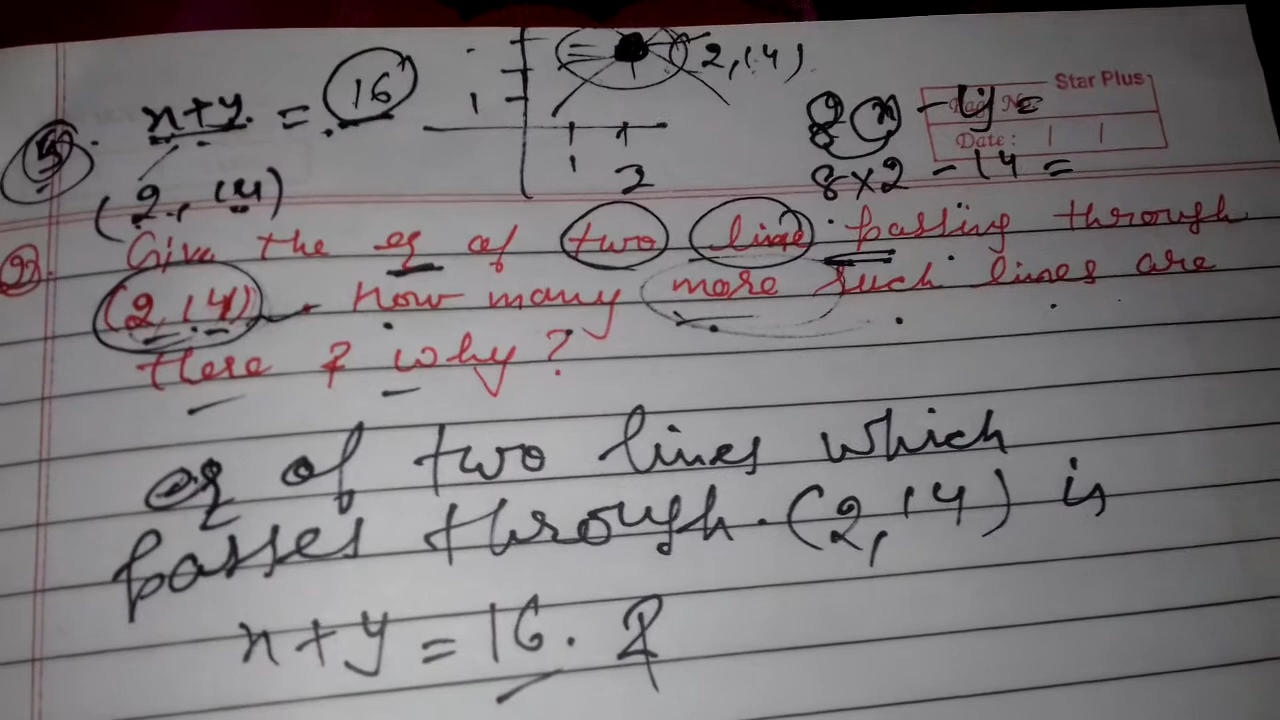 Star Plus
5. x+y = 16
1
2,14)
8x - y =
Date:
1 2
8×2 - 14 =
(2, 14)
Q. Give the eq of two line passing through
(2,14). How many more such lines are
there & why?
eq of two lines which
passes through (2,14) is
x+y = 16. &